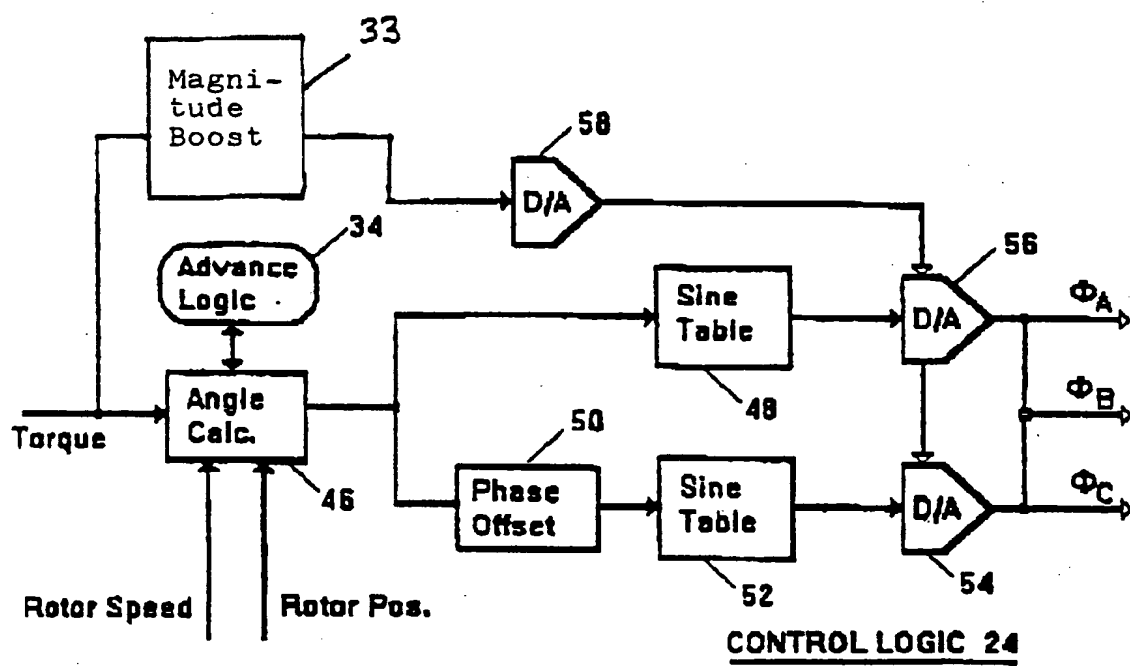 33
Magni-
tude
Boost
58
D/A
34
Advance
Logic
56
Sine
Table
D/A
ΦA
48
Angle
Calc.
Torque
ΦB
50
46
Phase
Offset
Sine
Table
D/A
ΦC
52
54
Rotor Speed
Rotor Pos.
CONTROL LOGIC 24